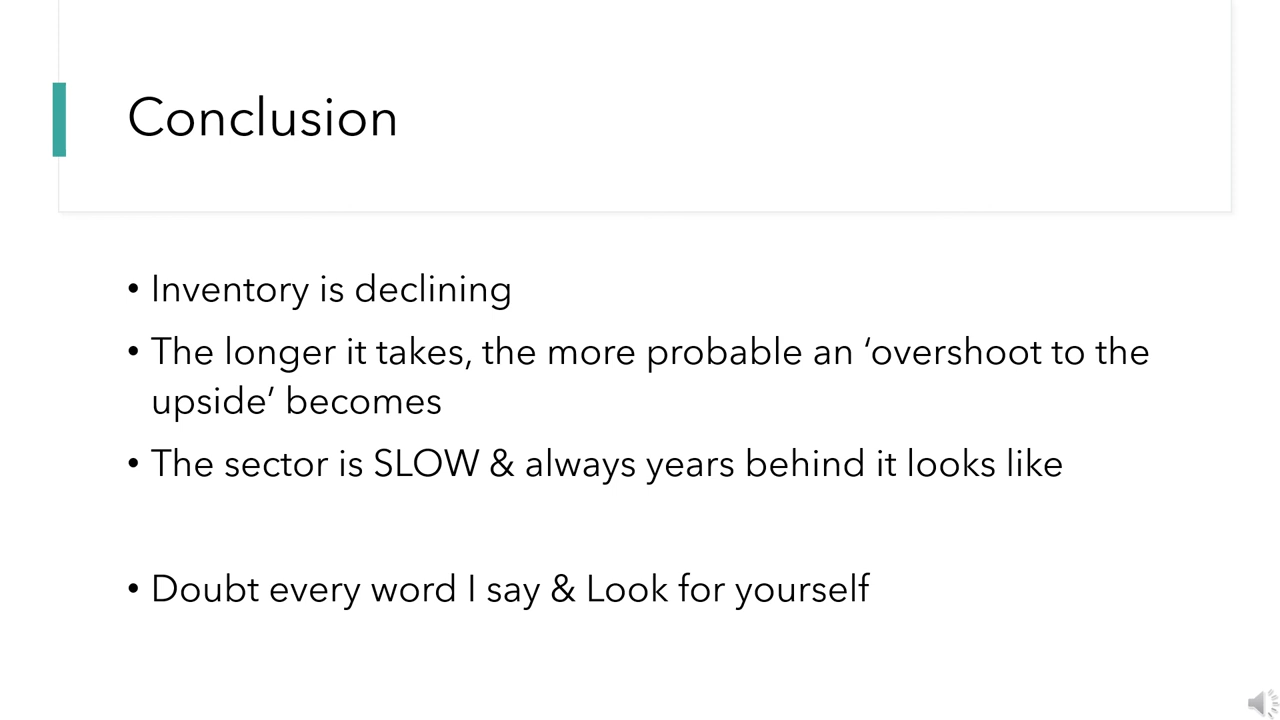 Conclusion
• Inventory is declining
• The longer it takes, the more probable an ‘overshoot to the
upside’ becomes
• The sector is SLOW & always years behind it looks like
• Doubt every word I say & Look for yourself